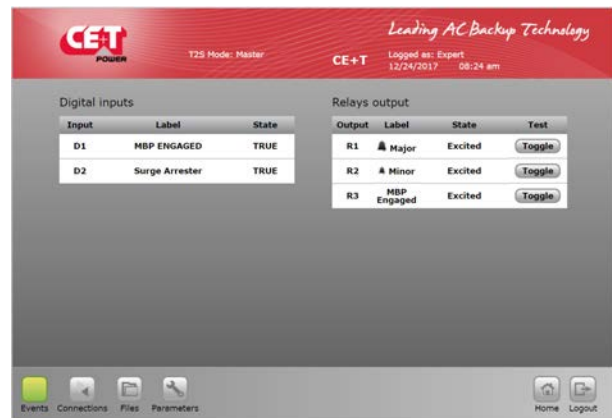 CE+T
POWER
Leading AC Backup Technology
T2S Mode: Master
CE+T
Logged as: Expert
12/24/2017 08:24 am
Digital inputs
Input Label State
D1 MBP ENGAGED TRUE
D2 Surge Arrester TRUE
Relays output
Output Label State Test
R1 Major Excited Toggle
R2 Minor Excited Toggle
R3 MBP Engaged Excited Toggle
Events Connections Files Parameters Home Logout